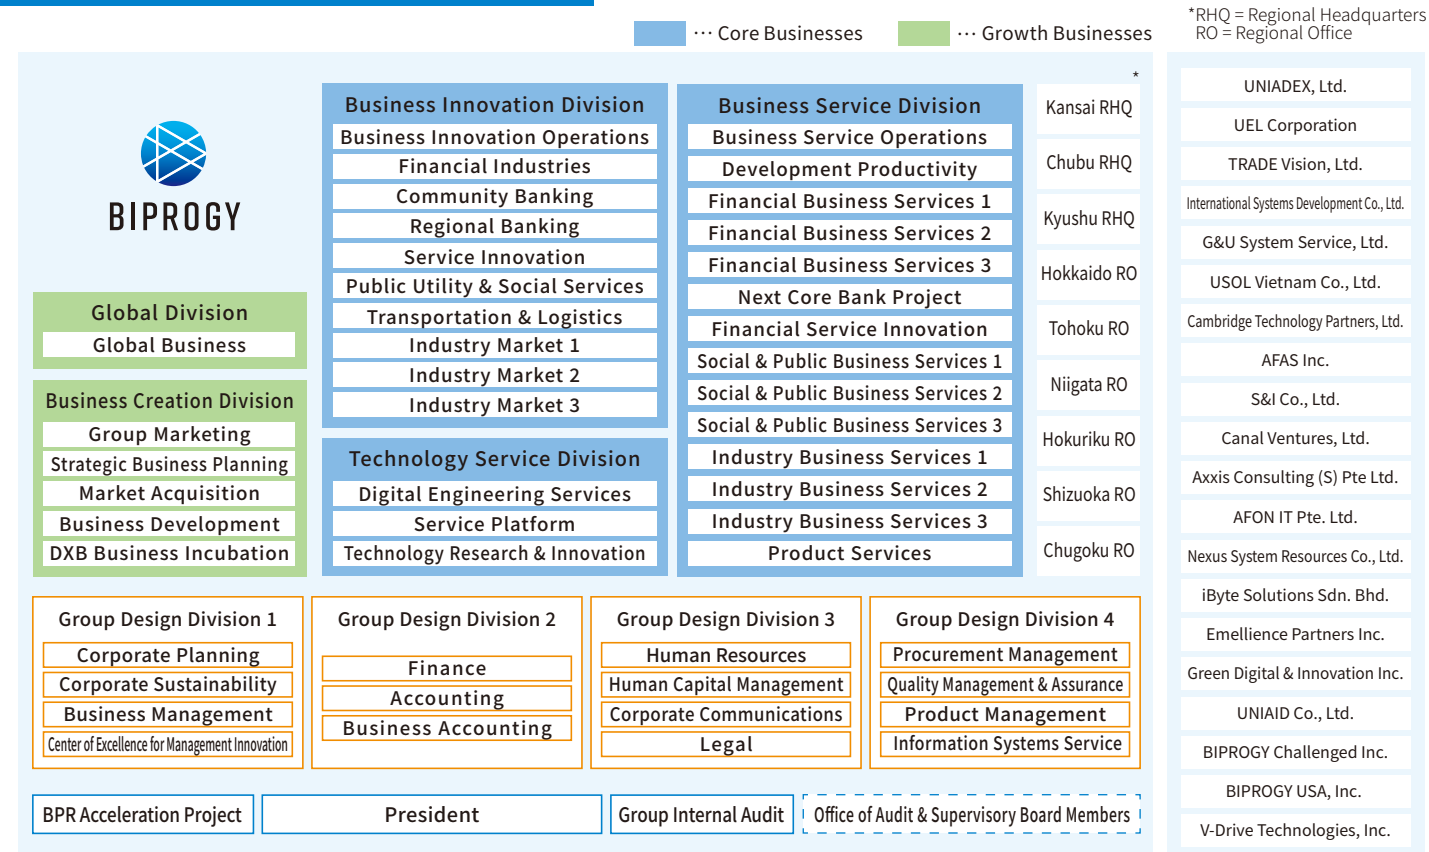 … Core Businesses
… Growth Businesses
*RHQ = Regional Headquarters
RO = Regional Office
BIPROGY
Global Division
Global Business
Business Creation Division
Group Marketing
Strategic Business Planning
Market Acquisition
Business Development
DXB Business Incubation
Business Innovation Division
Business Innovation Operations
Financial Industries
Community Banking
Regional Banking
Service Innovation
Public Utility & Social Services
Transportation & Logistics
Industry Market 1
Industry Market 2
Industry Market 3
Technology Service Division
Digital Engineering Services
Service Platform
Technology Research & Innovation
Business Service Division
Business Service Operations
Development Productivity
Financial Business Services 1
Financial Business Services 2
Financial Business Services 3
Next Core Bank Project
Financial Service Innovation
Social & Public Business Services 1
Social & Public Business Services 2
Social & Public Business Services 3
Industry Business Services 1
Industry Business Services 2
Industry Business Services 3
Product Services
*
Kansai RHQ
Chubu RHQ
Kyushu RHQ
Hokkaido RO
Tohoku RO
Niigata RO
Hokuriku RO
Shizuoka RO
Chugoku RO
Group Design Division 1
Corporate Planning
Corporate Sustainability
Business Management
Center of Excellence for Management Innovation
Group Design Division 2
Finance
Accounting
Business Accounting
Group Design Division 3
Human Resources
Human Capital Management
Corporate Communications
Legal
Group Design Division 4
Procurement Management
Quality Management & Assurance
Product Management
Information Systems Service
BPR Acceleration Project
President
Group Internal Audit
Office of Audit & Supervisory Board Members
UNIADEX, Ltd.
UEL Corporation
TRADE Vision, Ltd.
International Systems Development Co., Ltd.
G&U System Service, Ltd.
USOL Vietnam Co., Ltd.
Cambridge Technology Partners, Ltd.
AFAS Inc.
S&I Co., Ltd.
Canal Ventures, Ltd.
Axxis Consulting (S) Pte Ltd.
AFON IT Pte. Ltd.
Nexus System Resources Co., Ltd.
iByte Solutions Sdn. Bhd.
Emellience Partners Inc.
Green Digital & Innovation Inc.
UNIAID Co., Ltd.
BIPROGY Challenged Inc.
BIPROGY USA, Inc.
V-Drive Technologies, Inc.